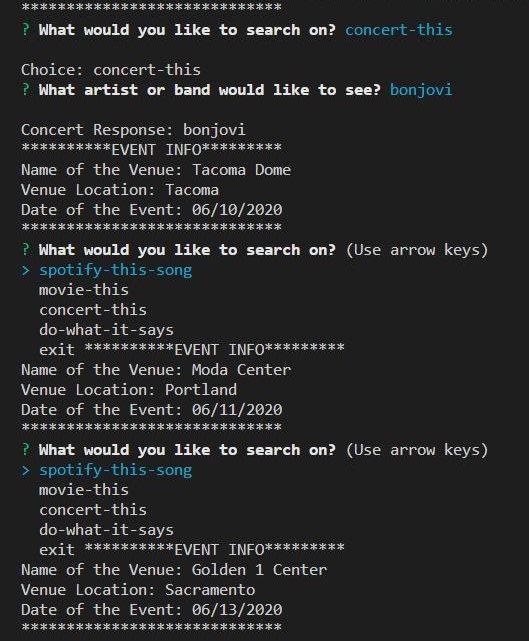 *****************************
? What would you like to search on? concert-this
Choice: concert-this
? What artist or band would like to see? bonjovi
Concert Response: bonjovi
**********EVENT INFO*********
Name of the Venue: Tacoma Dome
Venue Location: Tacoma
Date of the Event: 06/10/2020
*****************************
? What would you like to search on? (Use arrow keys)
> spotify-this-song
movie-this
concert-this
do-what-it-says
exit **********EVENT INFO*********
Name of the Venue: Moda Center
Venue Location: Portland
Date of the Event: 06/11/2020
*****************************
? What would you like to search on? (Use arrow keys)
> spotify-this-song
movie-this
concert-this
do-what-it-says
exit **********EVENT INFO*********
Name of the Venue: Golden 1 Center
Venue Location: Sacramento
Date of the Event: 06/13/2020
*****************************